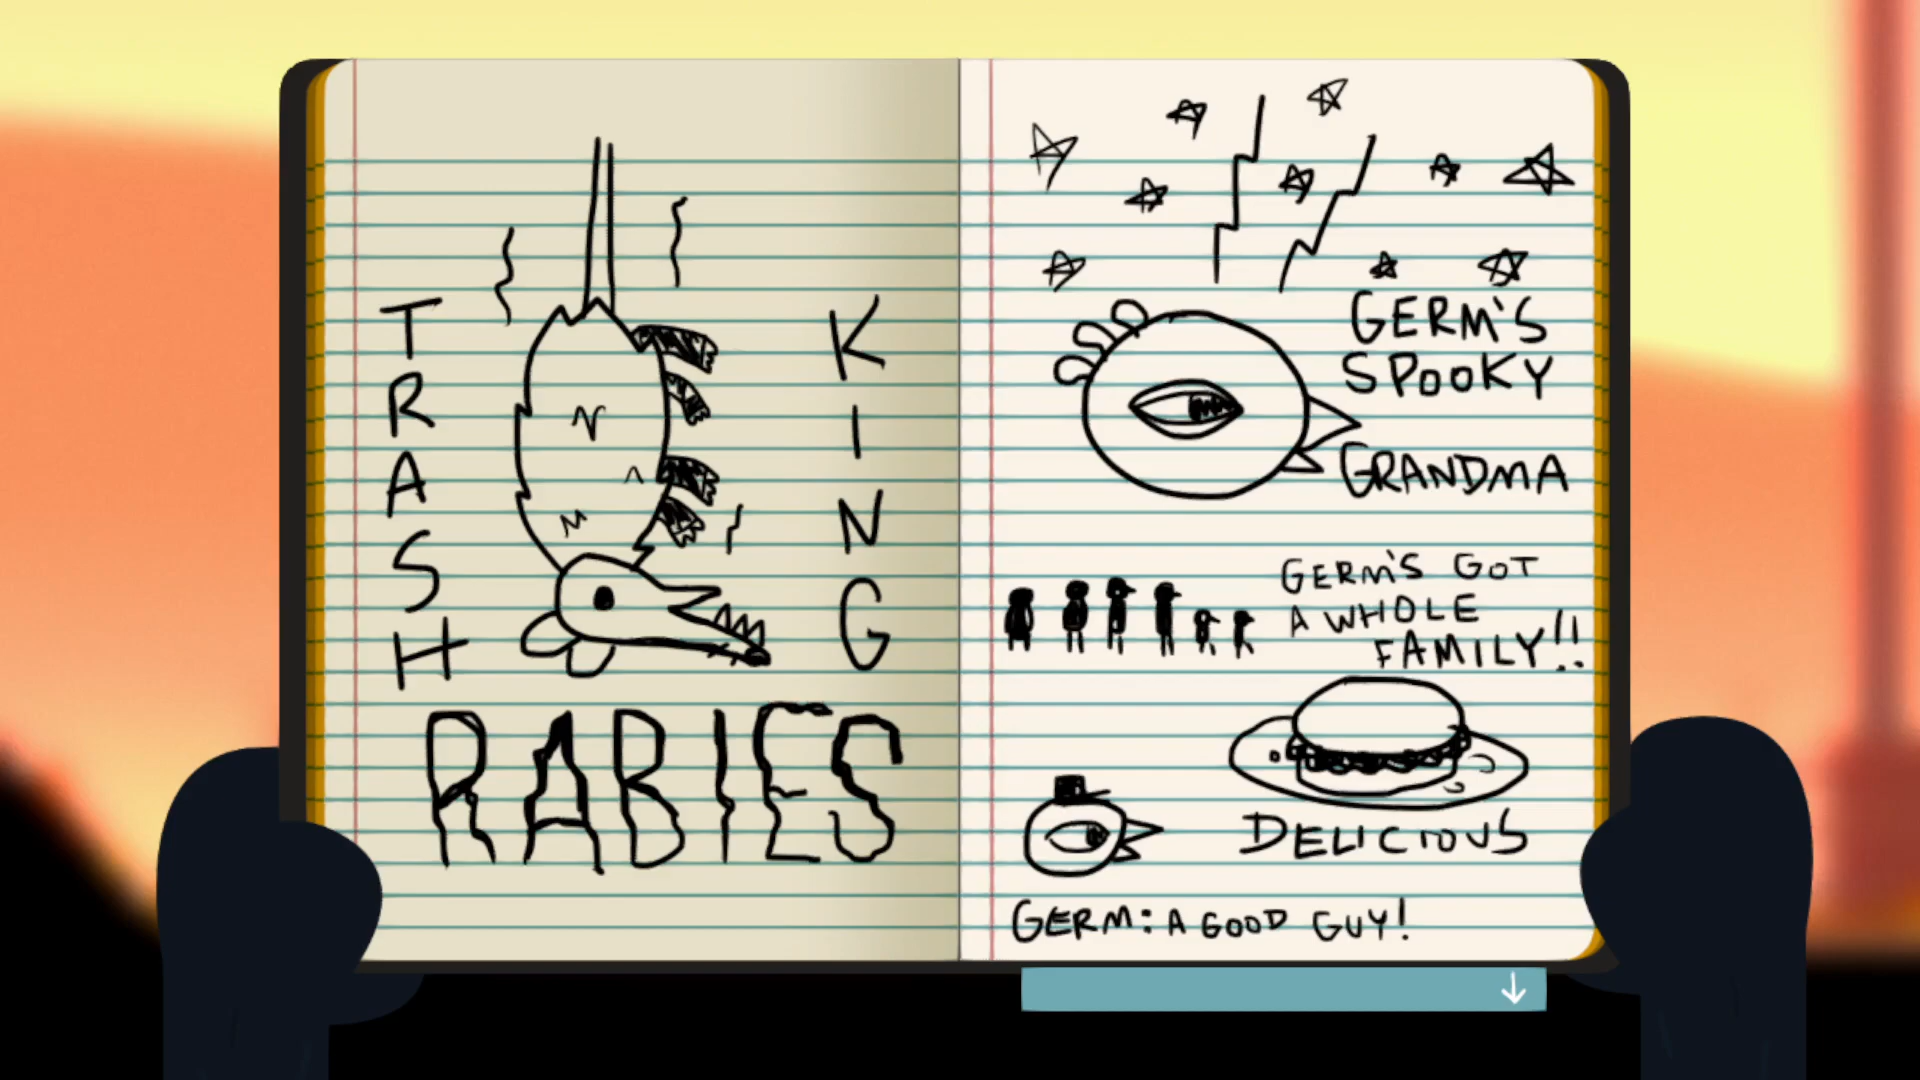 TRASH
KING
RABIES
GERM'S
SPOOKY
GRANDMA
GERM'S GOT
A WHOLE
FAMILY!!
DELICIOUS
GERM: A GOOD GUY!